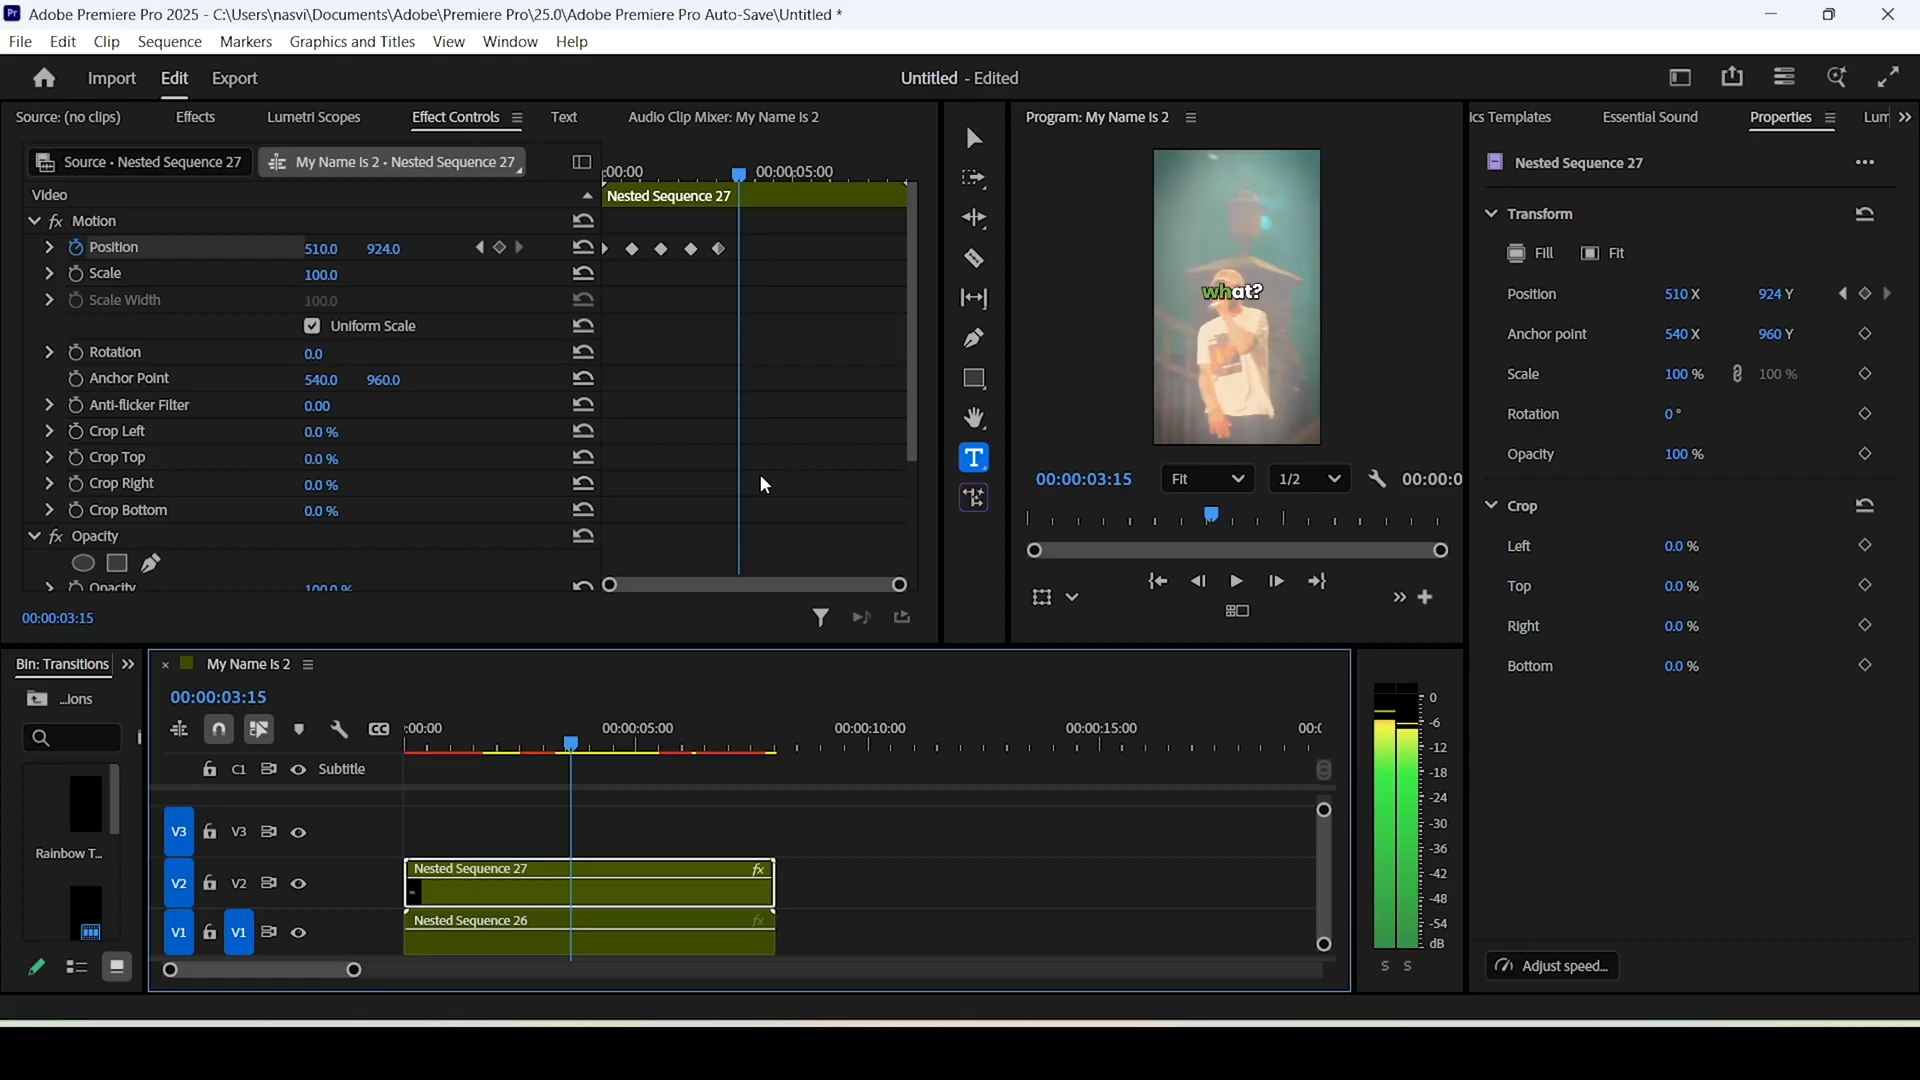 Pr Adobe Premiere Pro 2025 - C:\Users\nasvi\Documents\Adobe\Premiere Pro\25.0\Adobe Premiere Pro Auto-Save\Untitled *
File Edit Clip Sequence Markers Graphics and Titles View Window Help
Import Edit Export
Untitled - Edited
Source: (no clips) Effects Lumetri Scopes Effect Controls Text Audio Clip Mixer: My Name Is 2
Source • Nested Sequence 27 My Name Is 2 • Nested Sequence 27
:00:00 00:00:05:00
Video
Nested Sequence 27
fx Motion
Position 510.0 924.0
Scale 100.0
Scale Width 100.0
Uniform Scale
Rotation 0.0
Anchor Point 540.0 960.0
Anti-flicker Filter 0.00
Crop Left 0.0 %
Crop Top 0.0 %
Crop Right 0.0 %
Crop Bottom 0.0 %
fx Opacity
Opacity 100.0 %
00:00:03:15
T
Program: My Name Is 2
what?
00:00:03:15 Fit 1/2 00:00:0
ics Templates Essential Sound Properties Lum
Nested Sequence 27
Transform
Fill Fit
Position 510 X 924 Y
Anchor point 540 X 960 Y
Scale 100 % 100 %
Rotation 0 °
Opacity 100 %
Crop
Left 0.0 %
Top 0.0 %
Right 0.0 %
Bottom 0.0 %
Adjust speed...
Bin: Transitions
...ions
Rainbow T...
My Name Is 2
00:00:03:15
CC
:00:00 00:00:05:00 00:00:10:00 00:00:15:00 00:(
C1 Subtitle
V3 V3
V2 V2
Nested Sequence 27 fx
V1 V1
Nested Sequence 26 fx
0
-6
-12
-18
-24
-30
-36
-42
-48
-54
dB
S S